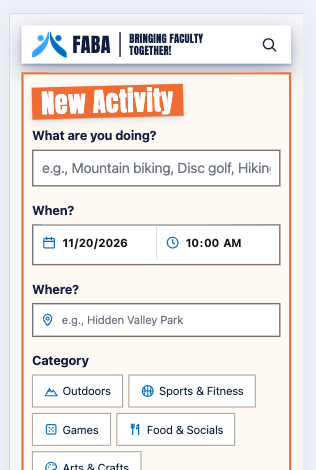 FABA
BRINGING FACULTY
TOGETHER!
New Activity
What are you doing?
e.g., Mountain biking, Disc golf, Hiking
When?
11/20/2026
10:00 AM
Where?
e.g., Hidden Valley Park
Category
Outdoors
Sports & Fitness
Games
Food & Socials
Arts & Crafts